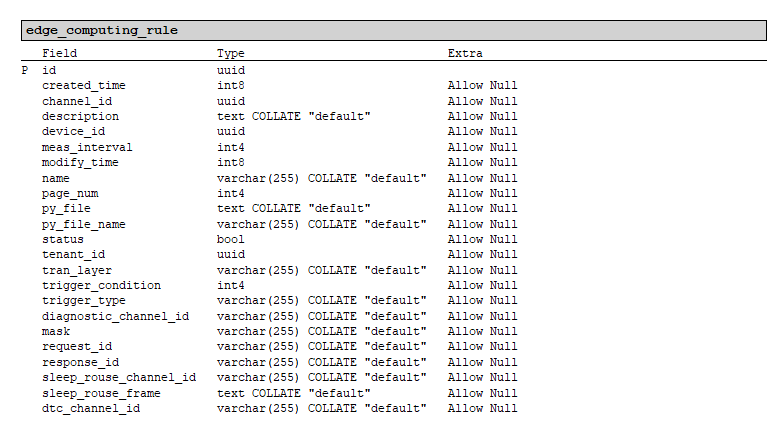 edge_computing_rule
Field Type Extra
P id uuid
created_time int8 Allow Null
channel_id uuid Allow Null
description text COLLATE "default" Allow Null
device_id uuid Allow Null
meas_interval int4 Allow Null
modify_time int8 Allow Null
name varchar(255) COLLATE "default" Allow Null
page_num int4 Allow Null
py_file text COLLATE "default" Allow Null
py_file_name varchar(255) COLLATE "default" Allow Null
status bool Allow Null
tenant_id uuid Allow Null
tran_layer varchar(255) COLLATE "default" Allow Null
trigger_condition int4 Allow Null
trigger_type varchar(255) COLLATE "default" Allow Null
diagnostic_channel_id varchar(255) COLLATE "default" Allow Null
mask varchar(255) COLLATE "default" Allow Null
request_id varchar(255) COLLATE "default" Allow Null
response_id varchar(255) COLLATE "default" Allow Null
sleep_rouse_channel_id varchar(255) COLLATE "default" Allow Null
sleep_rouse_frame text COLLATE "default" Allow Null
dtc_channel_id varchar(255) COLLATE "default" Allow Null